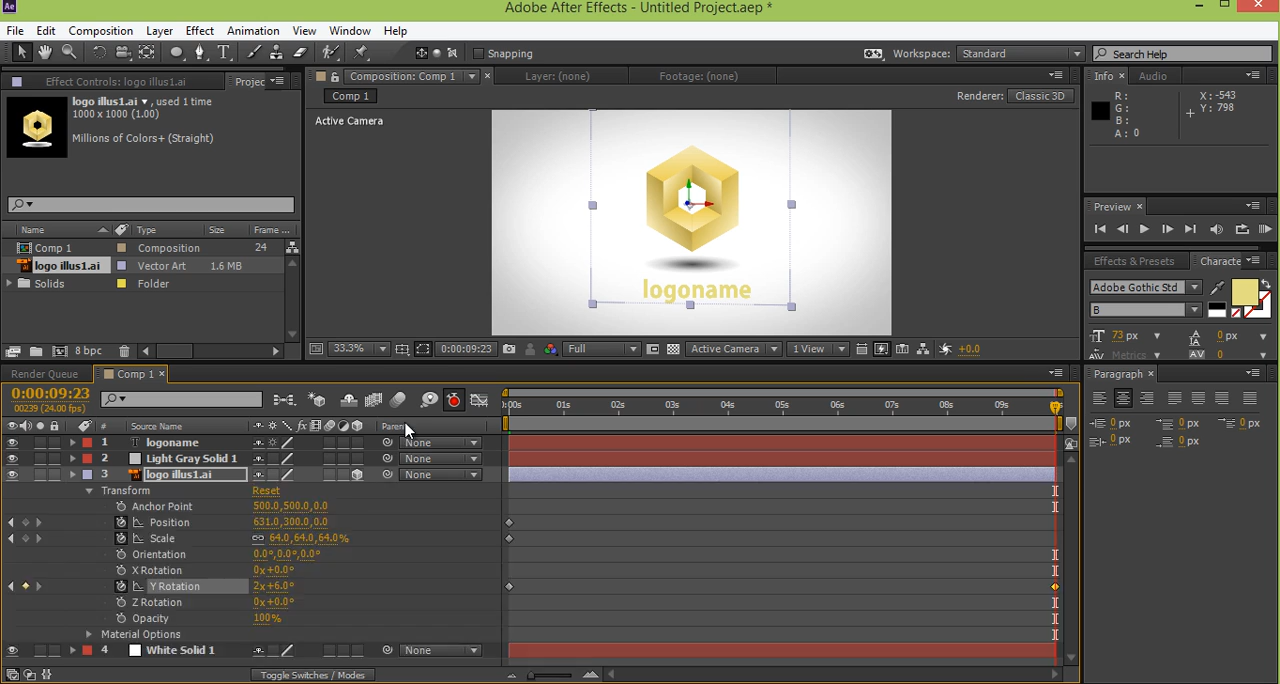 Ae Adobe After Effects - Untitled Project.aep *
File Edit Composition Layer Effect Animation View Window Help
T Snapping Workspace: Standard Search Help
Effect Controls: logo illus1.ai Projec Composition: Comp 1 × Layer: (none) Footage: (none) Info × Audio
logo illus1.ai ▾, used 1 time
1000 x 1000 (1.00)
Millions of Colors+ (Straight)
Comp 1 Renderer: Classic 3D
Active Camera
R: X: -543
G: Y: 798
B:
A: 0
logoname
Name Type Size Frame ...
Comp 1 Composition 24
logo illus1.ai Vector Art 1.6 MB
Solids Folder
8 bpc
33.3% 0:00:09:23 Full Active Camera 1 View +0.0
Preview ×
Effects & Presets Characte
Adobe Gothic Std
B
73 px 0 px
Metrics 0
Render Queue Comp 1 × Paragraph ×
0:00:09:23
00239 (24.00 fps)
:00s 01s 02s 03s 04s 05s 06s 07s 08s 09s
# Source Name fx Parent
1 T logoname None
2 Light Gray Solid 1 None
3 logo illus1.ai None
Transform Reset
Anchor Point 500.0,500.0,0.0
Position 631.0,300.0,0.0
Scale 64.0,64.0,64.0%
Orientation 0.0°,0.0°,0.0°
X Rotation 0x+0.0°
Y Rotation 2x+6.0°
Z Rotation 0x+0.0°
Opacity 100%
Material Options
4 White Solid 1 None
Toggle Switches / Modes
0 px 0 px 0 px
0 px 0 px